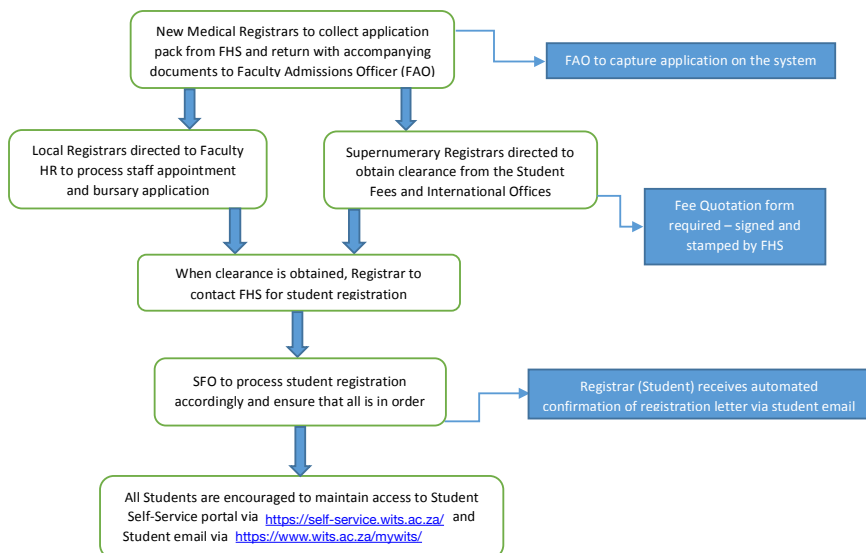 New Medical Registrars to collect application
pack from FHS and return with accompanying
documents to Faculty Admissions Officer (FAO)
FAO to capture application on the system
Local Registrars directed to Faculty
HR to process staff appointment
and bursary application
Supernumerary Registrars directed to
obtain clearance from the Student
Fees and International Offices
Fee Quotation form
required – signed and
stamped by FHS
When clearance is obtained, Registrar to
contact FHS for student registration
SFO to process student registration
accordingly and ensure that all is in order
Registrar (Student) receives automated
confirmation of registration letter via student email
All Students are encouraged to maintain access to Student
Self-Service portal via https://self-service.wits.ac.za/ and
Student email via https://www.wits.ac.za/mywits/